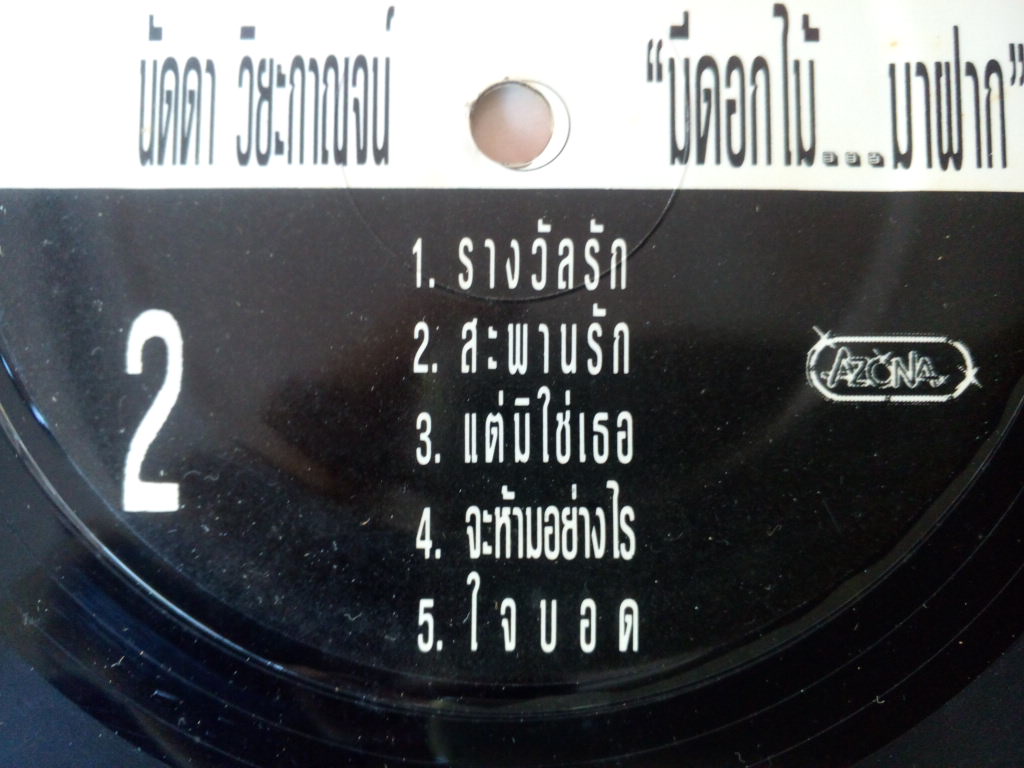 นัดดา วิยะกาญจน์
“มีดอกไม้...มาฝาก”
2
1. รางวัลรัก
2. สะพานรัก
3. แต่มิใช่เธอ
4. จะห้ามอย่างไร
5. ใจบอด
AZONA